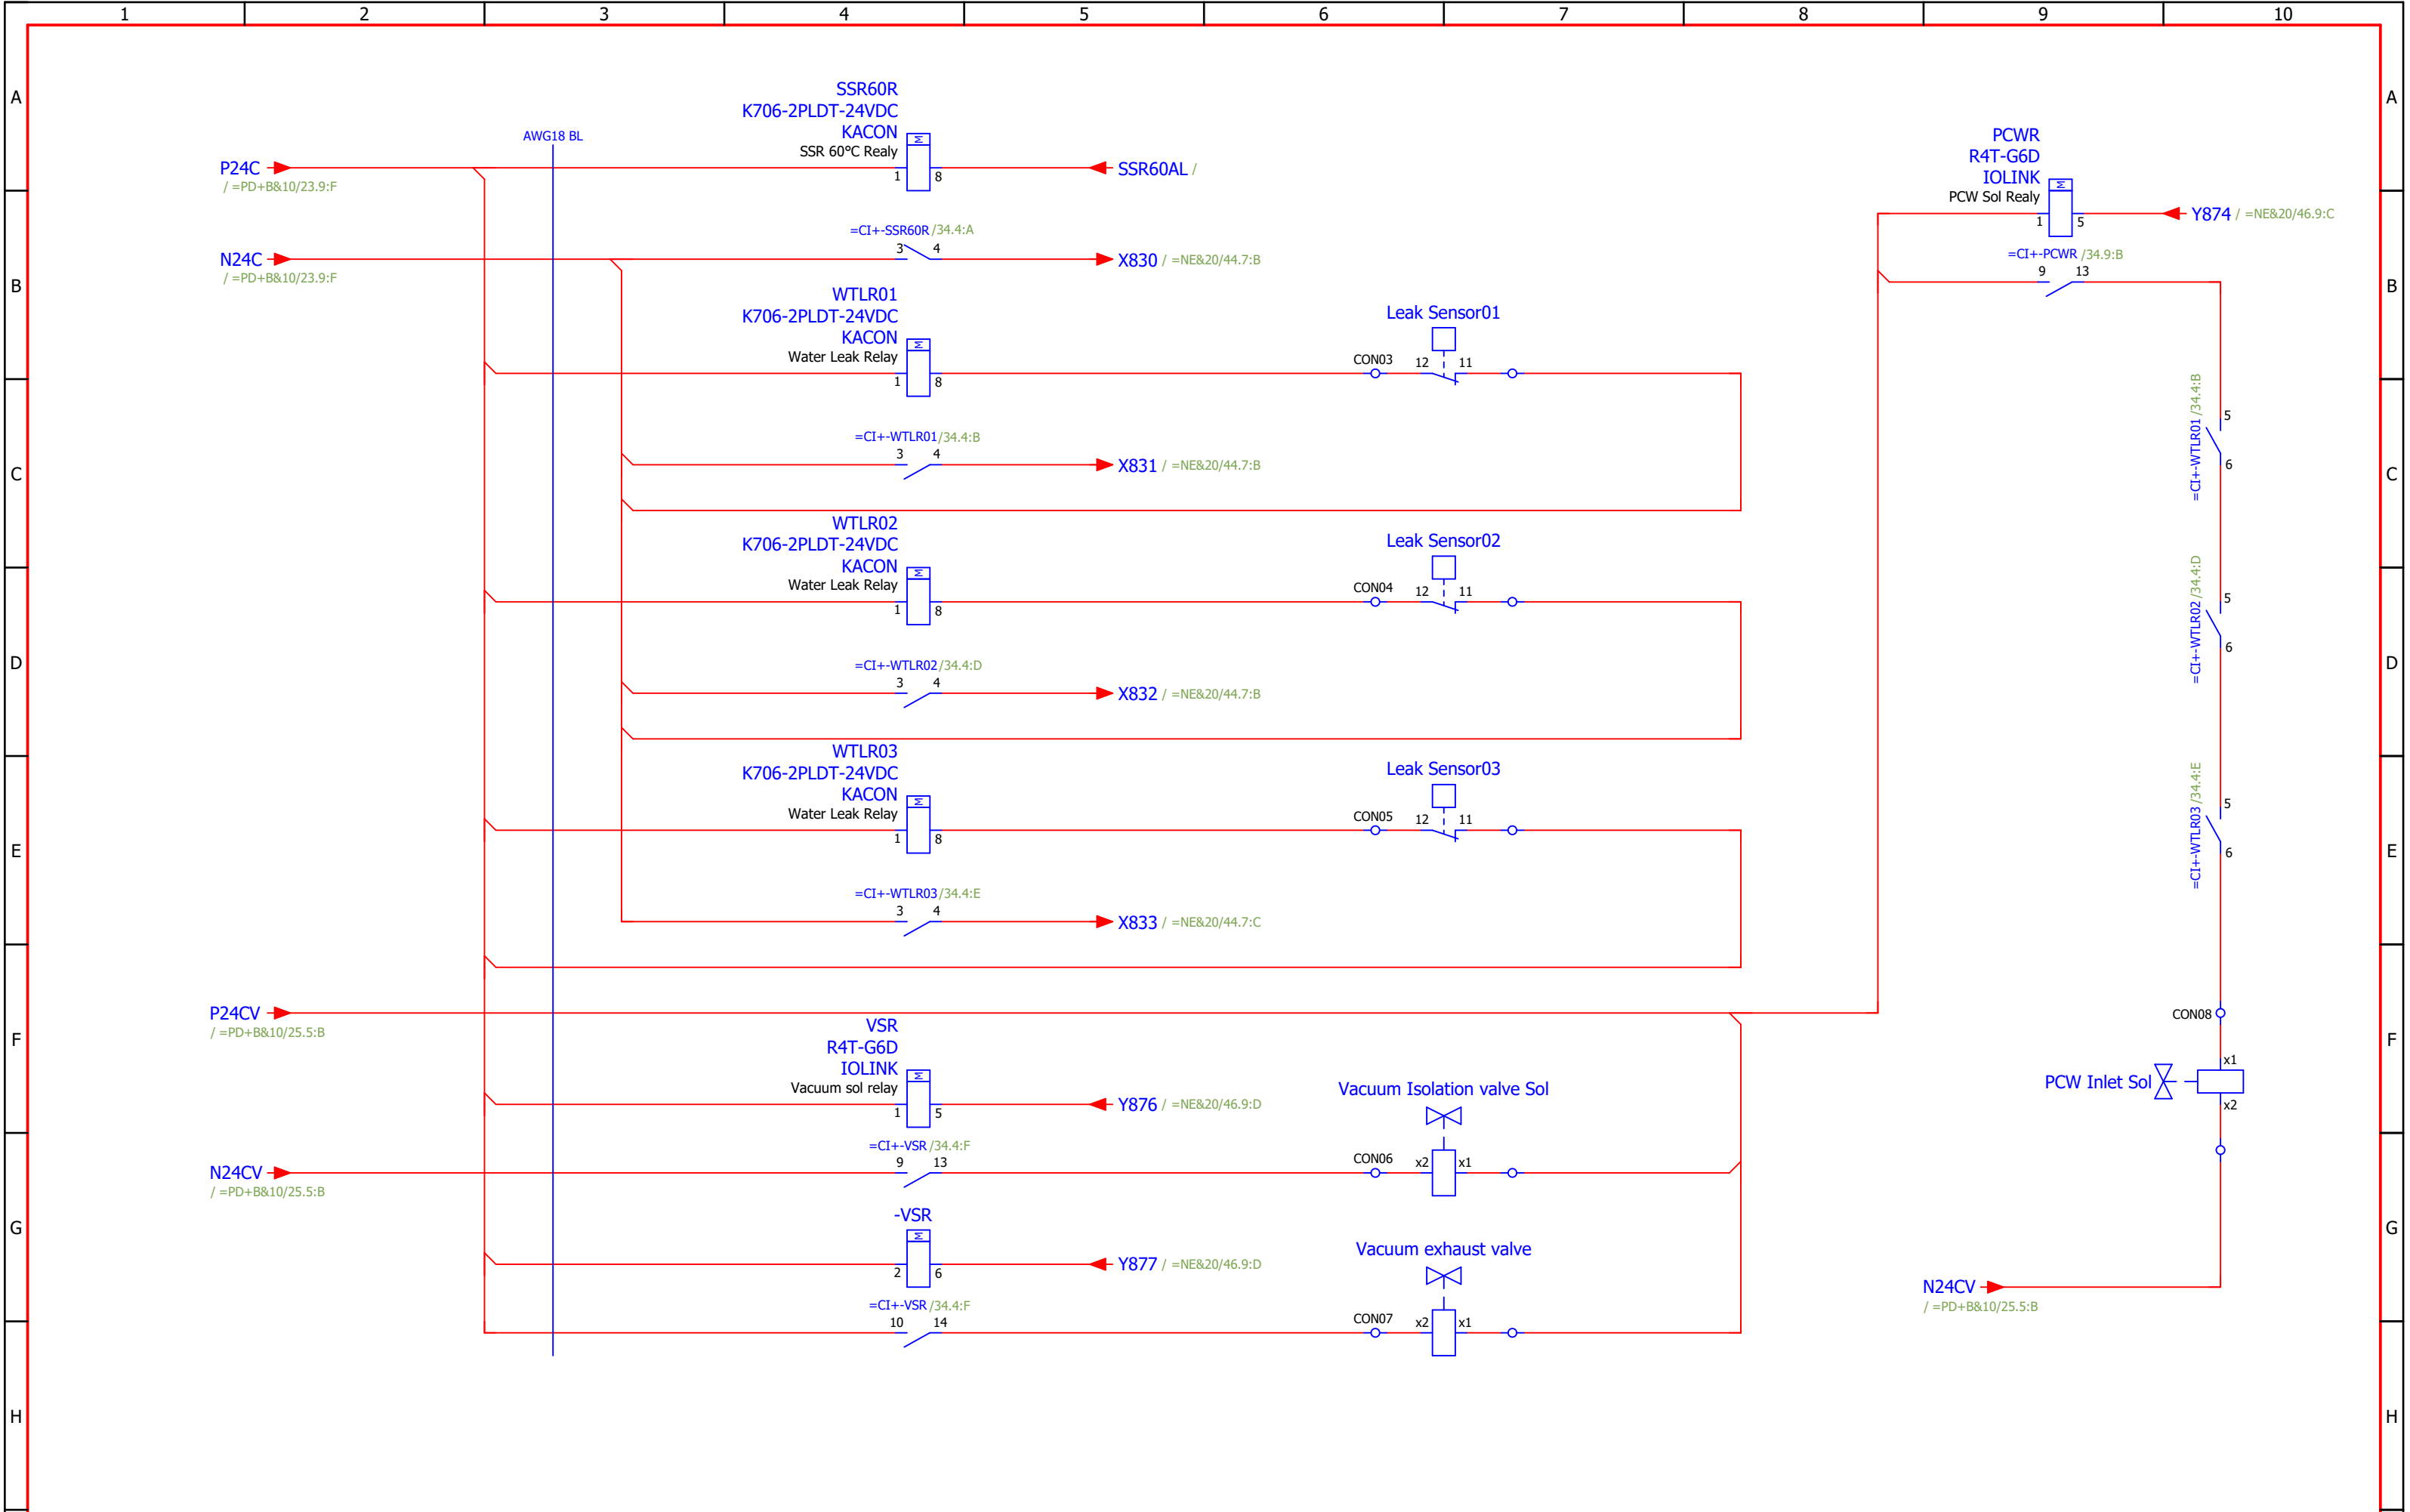 1 2 3 4 5 6 7 8 9 10
A
B
C
D
E
F
G
H
AWG18 BL
P24C
/ =PD+B&10/23.9:F
SSR60R
K706-2PLDT-24VDC
KACON
SSR 60°C Realy
1 8
M
SSR60AL /
N24C
/ =PD+B&10/23.9:F
=CI+-SSR60R /34.4:A
3 4
X830 / =NE&20/44.7:B
WTLR01
K706-2PLDT-24VDC
KACON
Water Leak Relay
1 8
M
Leak Sensor01
CON03 12 11
=CI+-WTLR01 /34.4:B
3 4
X831 / =NE&20/44.7:B
WTLR02
K706-2PLDT-24VDC
KACON
Water Leak Relay
1 8
M
Leak Sensor02
CON04 12 11
=CI+-WTLR02 /34.4:D
3 4
X832 / =NE&20/44.7:B
WTLR03
K706-2PLDT-24VDC
KACON
Water Leak Relay
1 8
M
Leak Sensor03
CON05 12 11
=CI+-WTLR03 /34.4:E
3 4
X833 / =NE&20/44.7:C
P24CV
/ =PD+B&10/25.5:B
VSR
R4T-G6D
IOLINK
Vacuum sol relay
1 5
M
Y876 / =NE&20/46.9:D
N24CV
/ =PD+B&10/25.5:B
=CI+-VSR /34.4:F
9 13
Vacuum Isolation valve Sol
CON06 x2 x1
-VSR
2 6
M
Y877 / =NE&20/46.9:D
=CI+-VSR /34.4:F
10 14
Vacuum exhaust valve
CON07 x2 x1
PCWR
R4T-G6D
IOLINK
PCW Sol Realy
1 5
M
Y874 / =NE&20/46.9:C
=CI+-PCWR /34.9:B
9 13
=CI+-WTLR01 /34.4:B
5
6
=CI+-WTLR02 /34.4:D
5
6
=CI+-WTLR03 /34.4:E
5
6
CON08
x1
PCW Inlet Sol
x2
N24CV
/ =PD+B&10/25.5:B
A
B
C
D
E
F
G
H